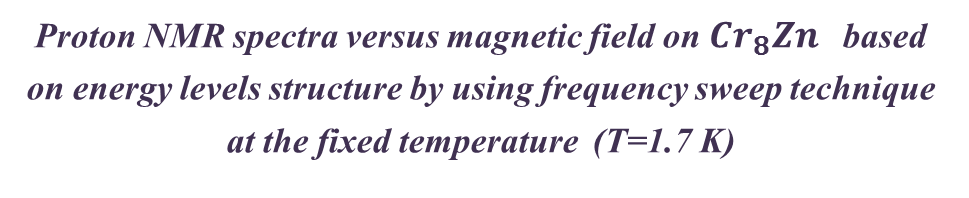 Proton NMR spectra versus magnetic field on Cr₈Zn based
on energy levels structure by using frequency sweep technique
at the fixed temperature (T=1.7 K)